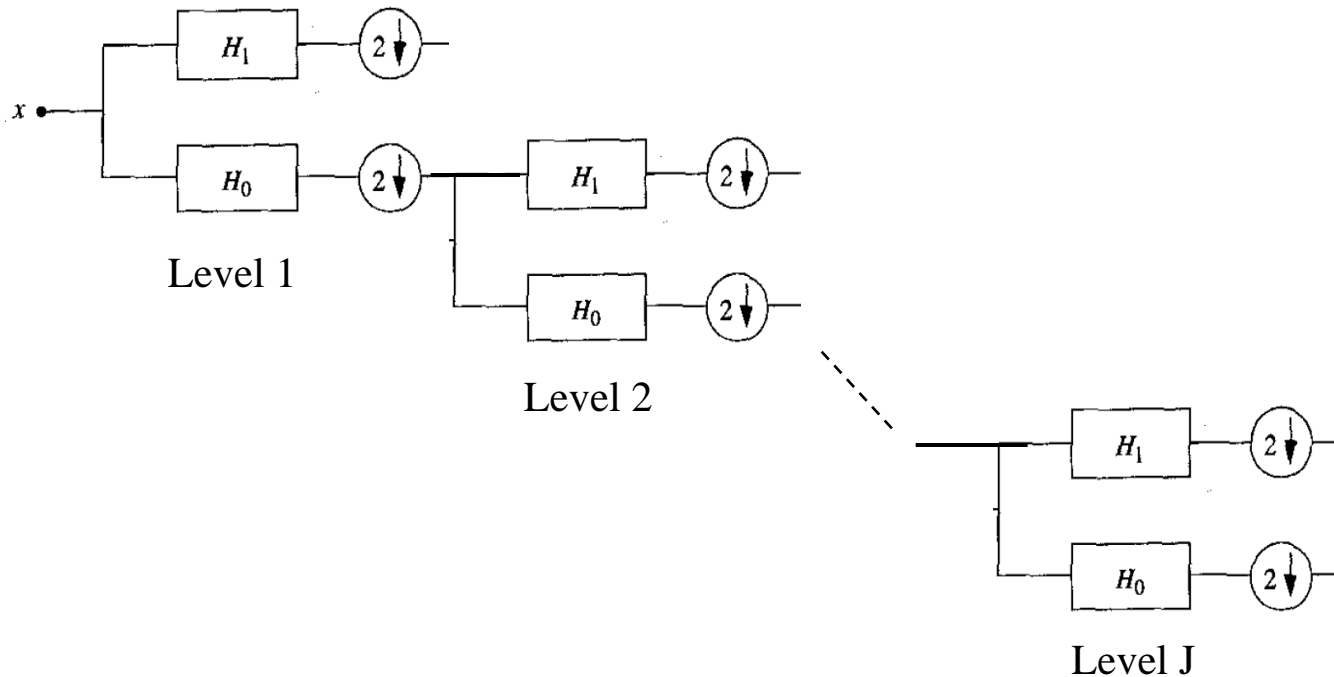 H₁ 2↓
x
H₀ 2↓ H₁ 2↓
Level 1
H₀ 2↓
Level 2
H₁ 2↓
H₀ 2↓
Level J